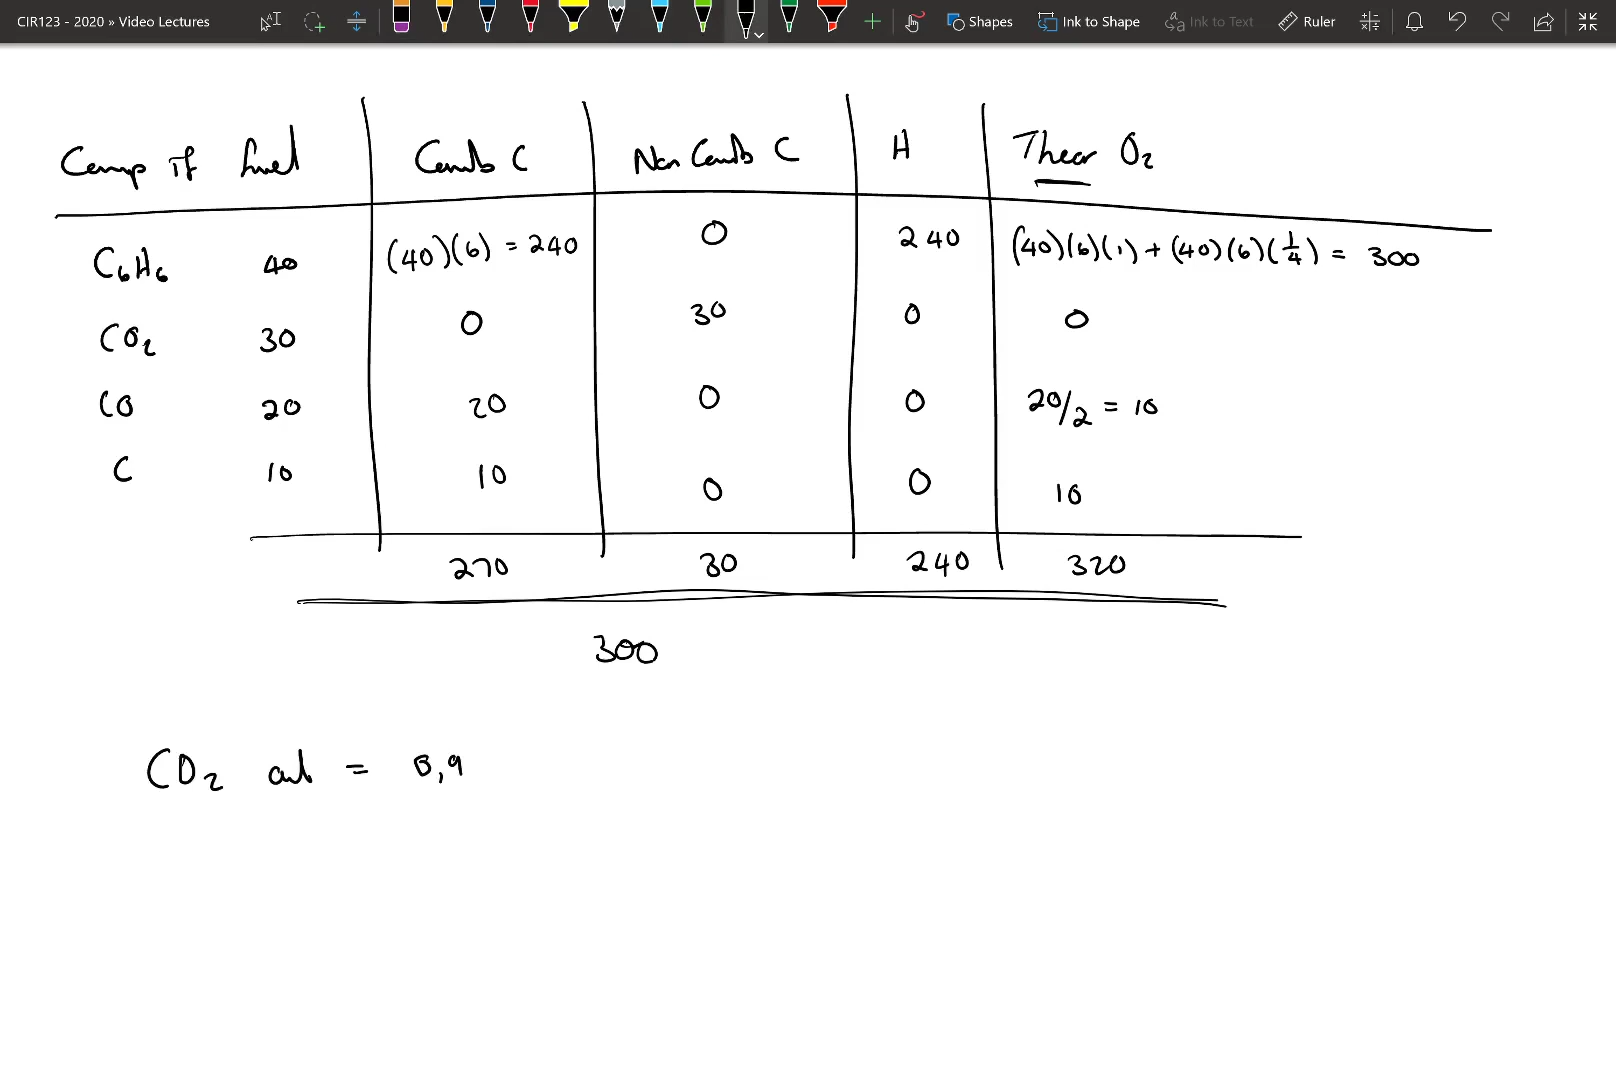 CIR123 - 2020 » Video Lectures Shapes Ink to Shape Ink to Text Ruler
Comp of fuel Comb C Non Comb C H Theor O₂
C₆H₆ 40 (40)(6) = 240 0 240 (40)(6)(1) + (40)(6)(1/4) = 300
CO₂ 30 0 30 0 0
CO 20 20 0 0 20/2 = 10
C 10 10 0 0 10
270 30 240 320
300
CO₂ out = 0,9